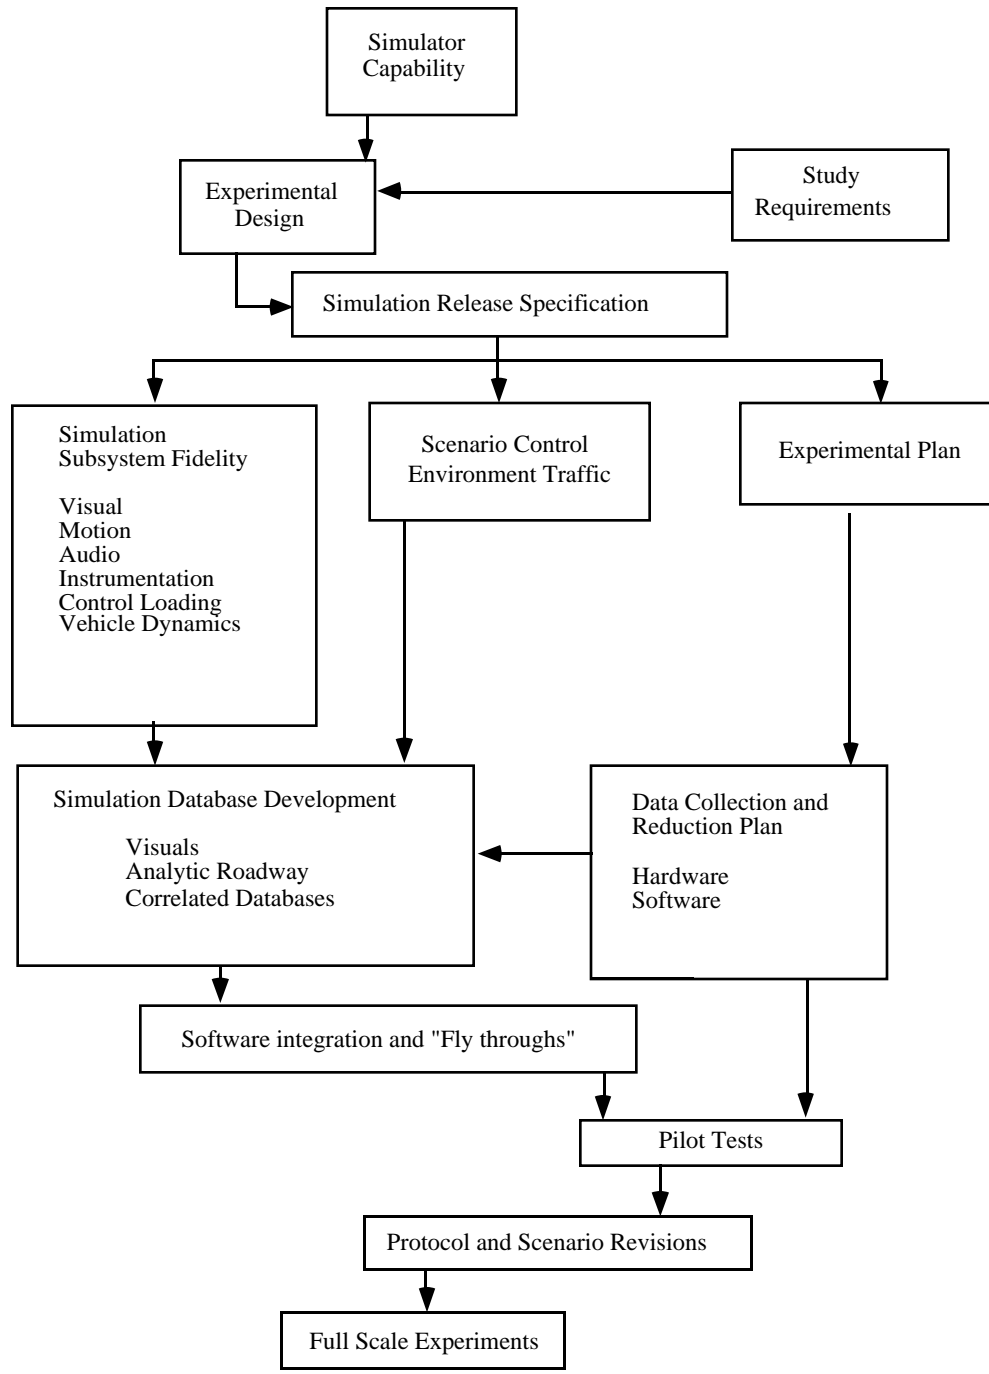 Simulator
Capability
Experimental
Design
Study
Requirements
Simulation Release Specification
Simulation
Subsystem Fidelity
Visual
Motion
Audio
Instrumentation
Control Loading
Vehicle Dynamics
Scenario Control
Environment Traffic
Experimental Plan
Simulation Database Development
Visuals
Analytic Roadway
Correlated Databases
Data Collection and
Reduction Plan
Hardware
Software
Software integration and "Fly throughs"
Pilot Tests
Protocol and Scenario Revisions
Full Scale Experiments